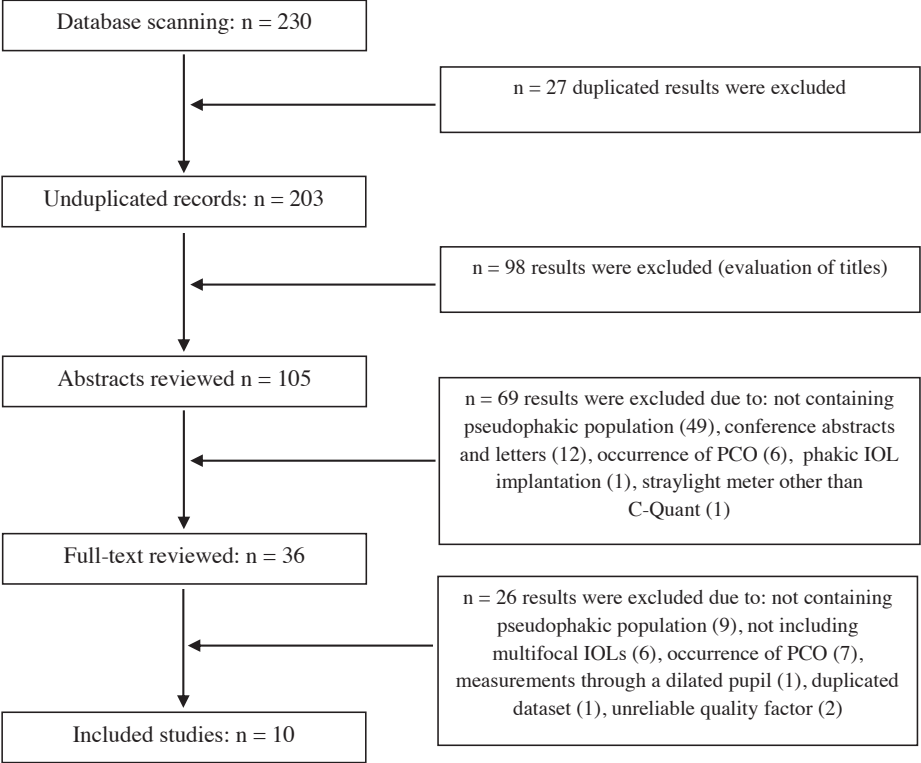 Database scanning: n = 230
n = 27 duplicated results were excluded
Unduplicated records: n = 203
n = 98 results were excluded (evaluation of titles)
Abstracts reviewed n = 105
n = 69 results were excluded due to: not containing
pseudophakic population (49), conference abstracts
and letters (12), occurrence of PCO (6), phakic IOL
implantation (1), straylight meter other than
C-Quant (1)
Full-text reviewed: n = 36
n = 26 results were excluded due to: not containing
pseudophakic population (9), not including
multifocal IOLs (6), occurrence of PCO (7),
measurements through a dilated pupil (1), duplicated
dataset (1), unreliable quality factor (2)
Included studies: n = 10